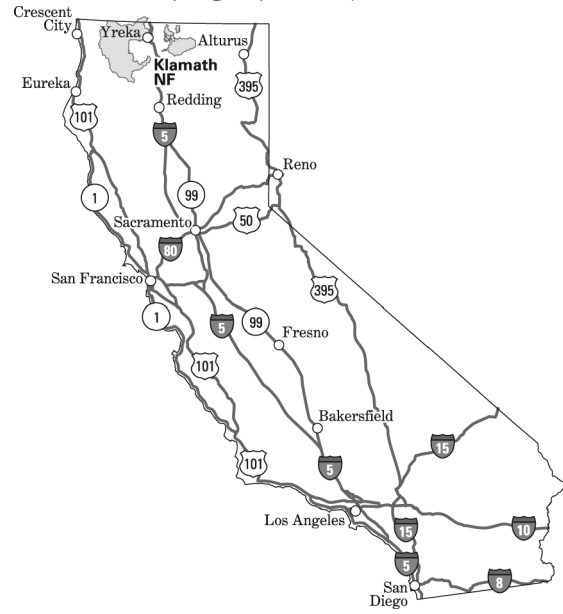 Crescent
City
Yreka
Alturus
Klamath
NF
Eureka
395
Redding
101
5
Reno
1
99
Sacramento
50
80
San Francisco
395
1
5
99
Fresno
101
Bakersfield
15
101
5
Los Angeles
15
10
5
8
San
Diego